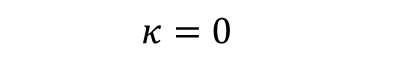 κ = 0